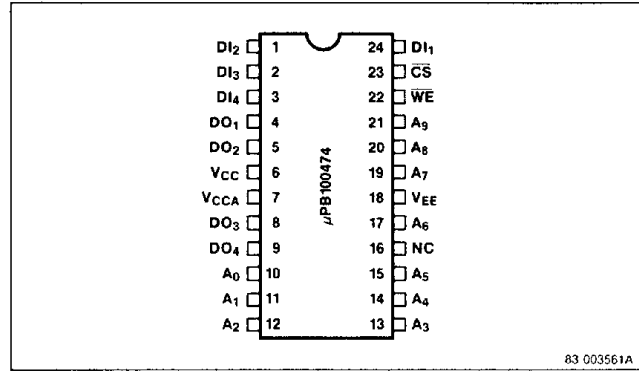 DI₂ 1 24 DI₁
DI₃ 2 23 C̅S̅
DI₄ 3 22 W̅E̅
DO₁ 4 21 A₉
DO₂ 5 20 A₈
VCC 6 19 A₇
VCCA 7 18 VEE
DO₃ 8 17 A₆
DO₄ 9 16 NC
A₀ 10 15 A₅
A₁ 11 14 A₄
A₂ 12 13 A₃
µPB100474
83 003561A